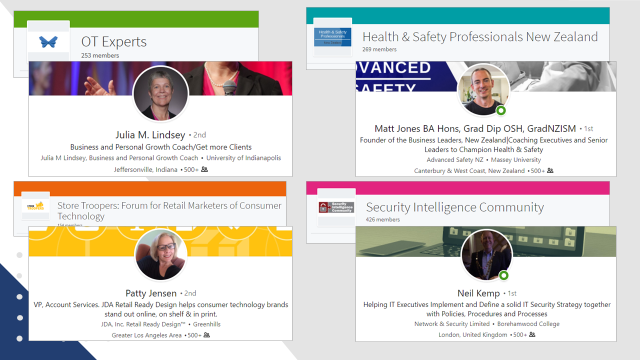 OT Experts
253 members
Julia M. Lindsey • 2nd
Business and Personal Growth Coach/Get more Clients
Julia M Lindsey, Business and Personal Growth Coach • University of Indianapolis
Jeffersonville, Indiana • 500+
Health & Safety Professionals New Zealand
Health & Safety
Professionals
269 members
ADVANCED
SAFETY
Matt Jones BA Hons, Grad Dip OSH, GradNZISM • 1st
Founder of the Business Leaders, New Zealand|Coaching Executives and Senior
Leaders to Champion Health & Safety
Advanced Safety NZ • Massey University
Canterbury & West Coast, New Zealand • 500+
Store Troopers: Forum for Retail Marketers of Consumer
Technology
Patty Jensen • 2nd
VP, Account Services. JDA Retail Ready Design helps consumer technology brands
stand out online, on shelf & in print.
JDA, Inc. Retail Ready Design™ • Greenhills
Greater Los Angeles Area • 500+
Security Intelligence Community
Security
Intelligence
Community
426 members
Neil Kemp • 1st
Helping IT Executives Implement and Define a solid IT Security Strategy together
with Policies, Procedures and Processes
Network & Security Limited • Borehamwood College
London, United Kingdom • 500+